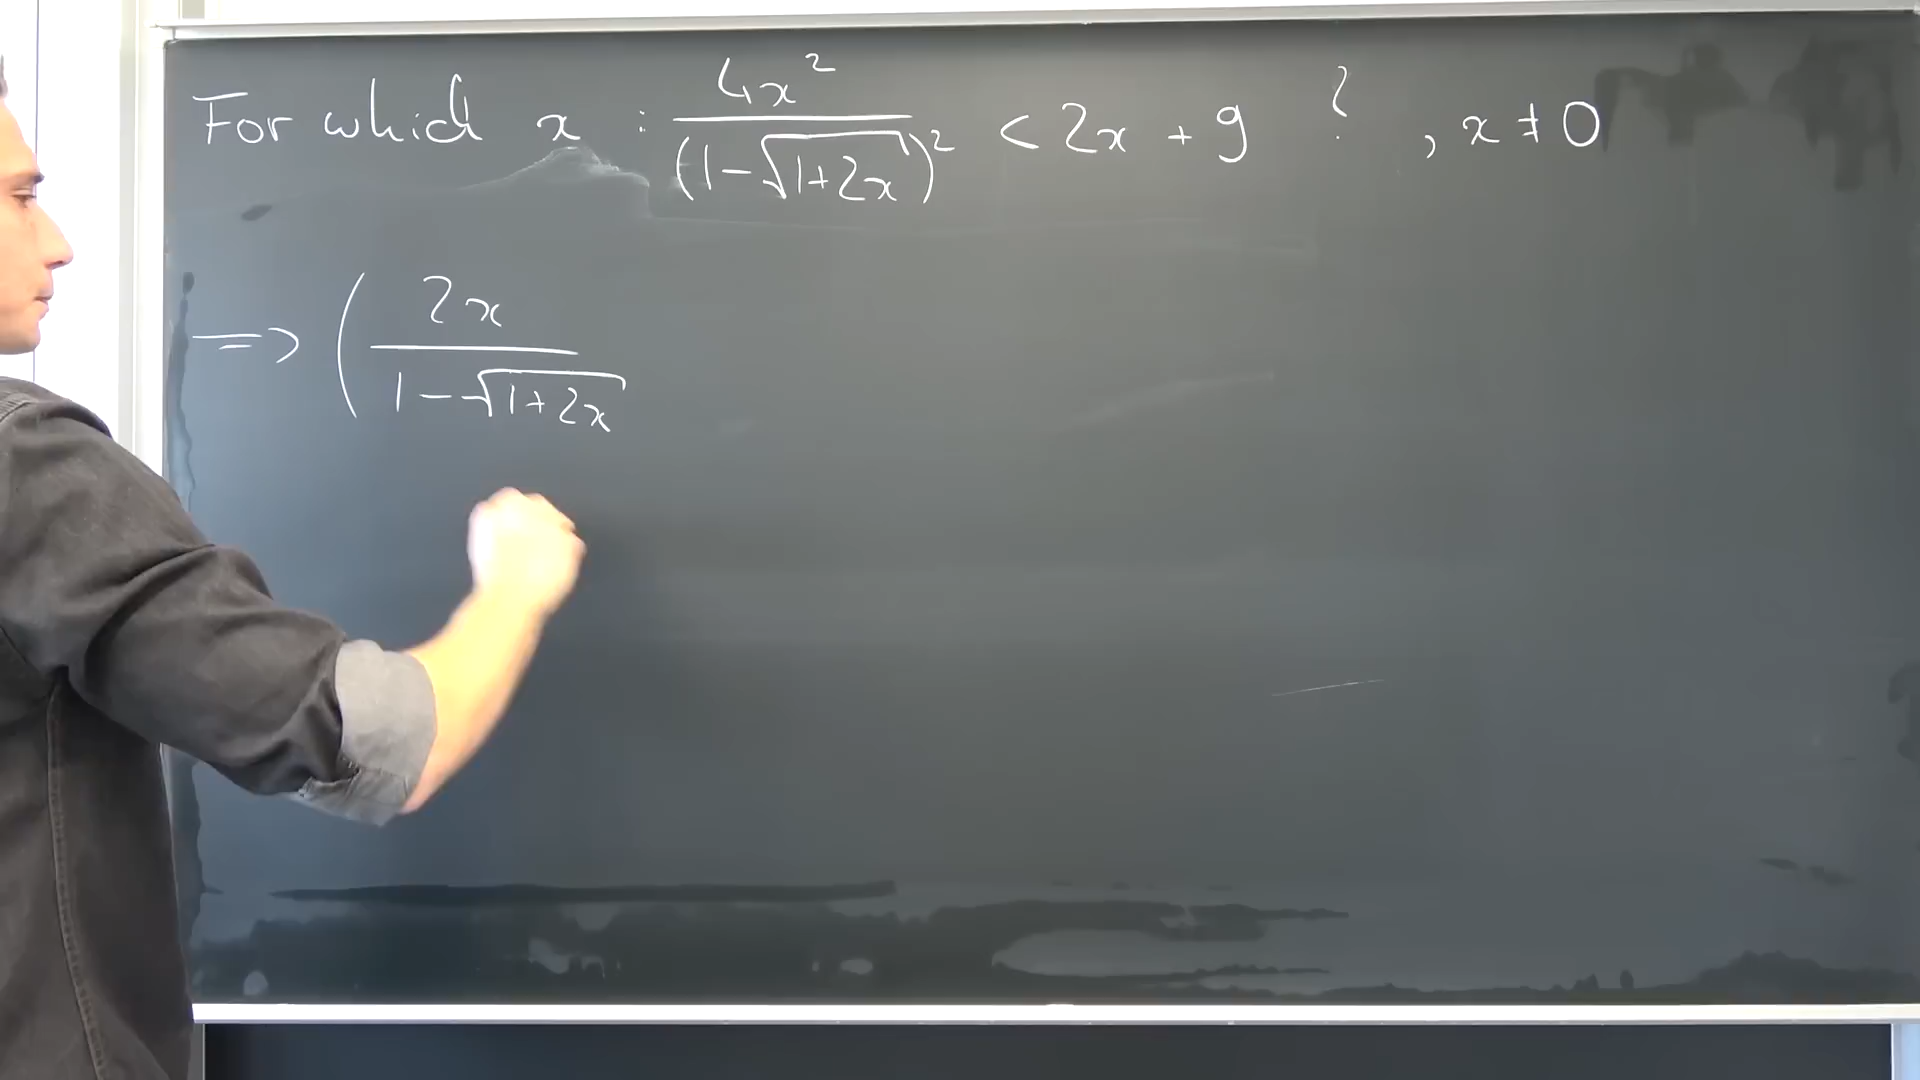 For which x : 4x² / (1-√(1+2x))² < 2x + 9 ? , x ≠ 0
=> ( 2x / 1-√(1+2x)